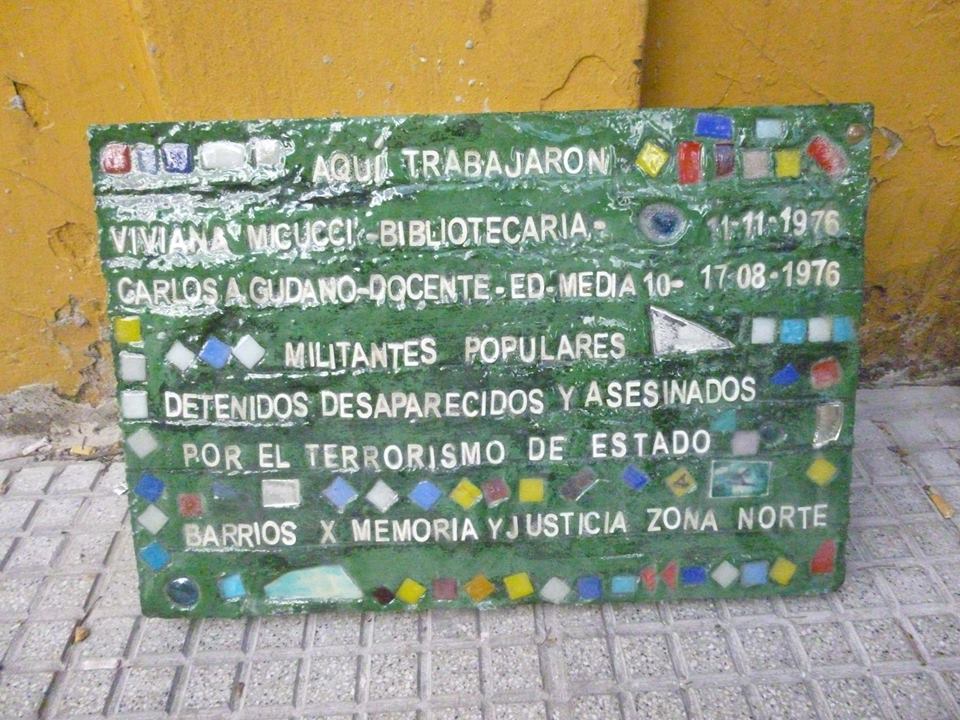 AQUÍ TRABAJARON
VIVIANA MICUCCI-BIBLIOTECARIA- 11-11-1976
CARLOS A GUDANO-DOCENTE-ED-MEDIA 10- 17-08-1976
MILITANTES POPULARES
DETENIDOS DESAPARECIDOS Y ASESINADOS
POR EL TERRORISMO DE ESTADO
BARRIOS X MEMORIA Y JUSTICIA ZONA NORTE